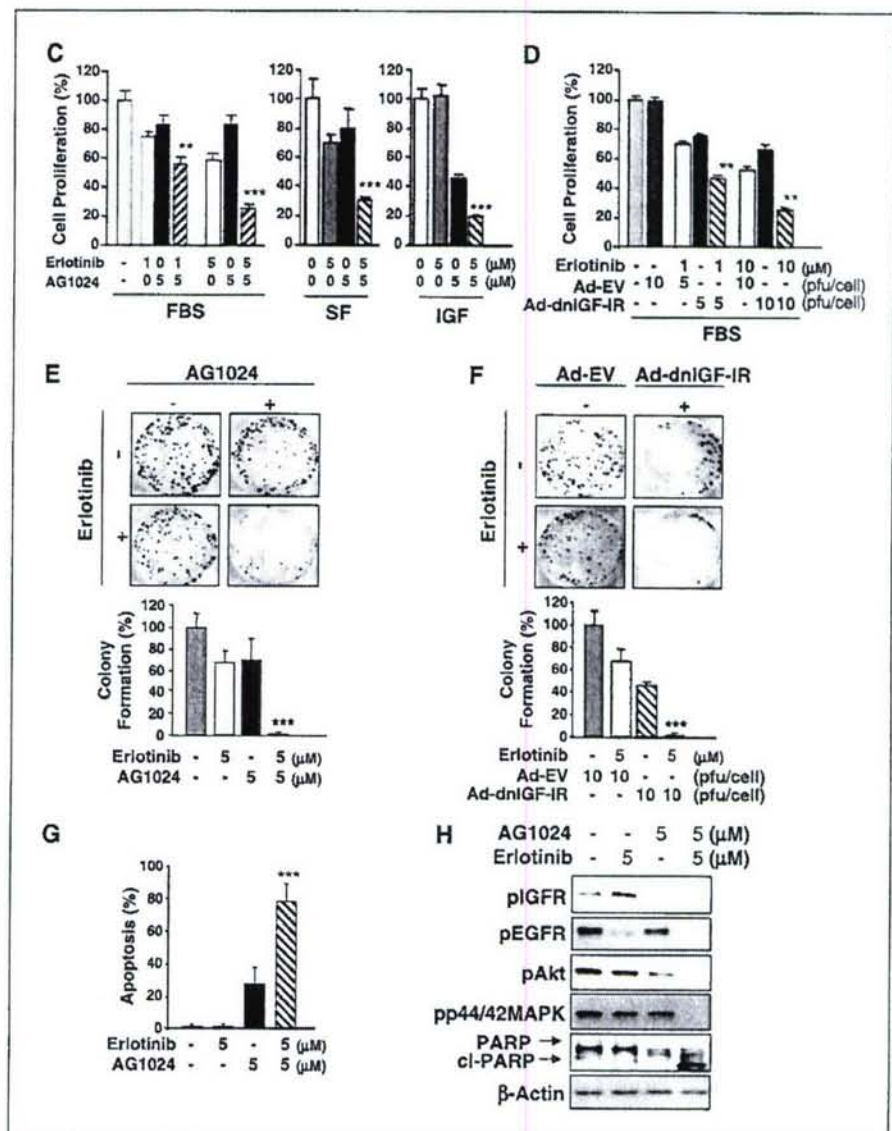 C
Cell Proliferation (%)
120
100
80
60
40
20
0
120
100
80
60
40
20
0
120
100
80
60
40
20
0
Erlotinib - 1 0 1 5 0 5 0 5 0 5 0 5 0 5 (μM)
AG1024 - 0 5 5 0 5 5 0 0 5 5 0 0 5 5 (μM)
** *** *** ***
FBS SF IGF
D
Cell Proliferation (%)
120
100
80
60
40
20
0
** **
Erlotinib - - 1 - 1 10 - 10 (μM)
Ad-EV - 10 5 10 (pfu/cell)
Ad-dnIGF-IR - - 5 5 10 10 (pfu/cell)
FBS
E
AG1024
- +
Erlotinib
-
+
Colony
Formation (%)
120
100
80
60
40
20
0
***
Erlotinib - 5 - 5 (μM)
AG1024 - - 5 5 (μM)
F
Ad-EV Ad-dnIGF-IR
- +
Erlotinib
-
+
Colony
Formation (%)
120
100
80
60
40
20
0
***
Erlotinib - 5 - 5 (μM)
Ad-EV 10 10 - - (pfu/cell)
Ad-dnIGF-IR - - 10 10 (pfu/cell)
G
Apoptosis (%)
100
80
60
40
20
0
***
Erlotinib - 5 - 5 (μM)
AG1024 - - 5 5 (μM)
H
AG1024 - - 5 5 (μM)
Erlotinib - 5 - 5 (μM)
pIGFR
pEGFR
pAkt
pp44/42MAPK
PARP
cl-PARP
β-Actin